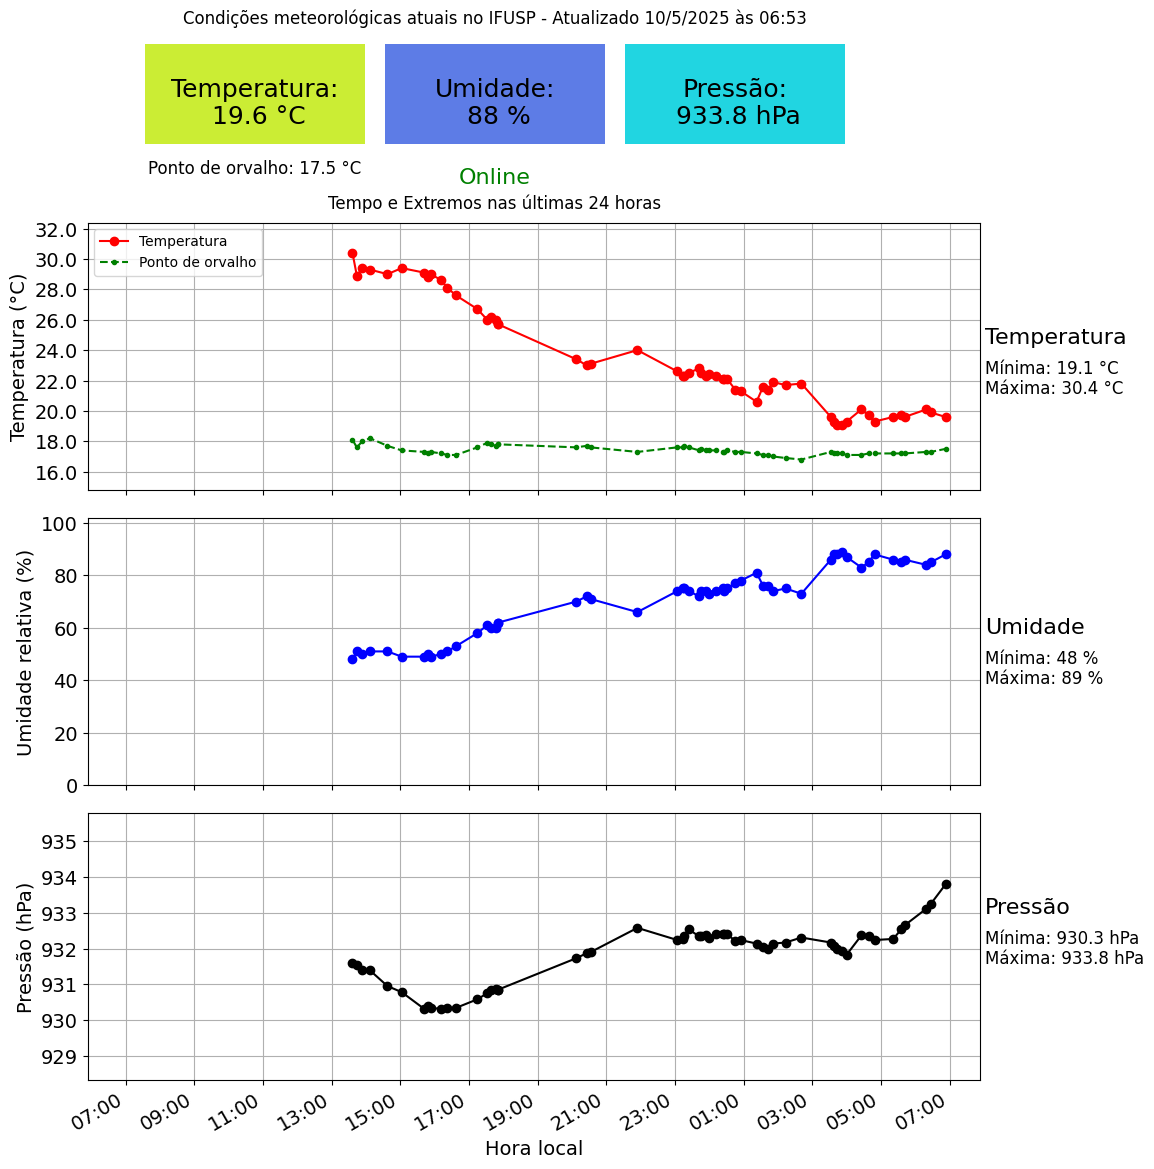 Condições meteorológicas atuais no IFUSP - Atualizado 10/5/2025 às 06:53
Temperatura:
19.6 °C
Umidade:
88 %
Pressão:
933.8 hPa
Ponto de orvalho: 17.5 °C
Online
Tempo e Extremos nas últimas 24 horas
Temperatura (°C)
32.0
30.0
28.0
26.0
24.0
22.0
20.0
18.0
16.0
Temperatura
Ponto de orvalho
Temperatura
Mínima: 19.1 °C
Máxima: 30.4 °C
Umidade relativa (%)
100
80
60
40
20
0
Umidade
Mínima: 48 %
Máxima: 89 %
Pressão (hPa)
935
934
933
932
931
930
929
Pressão
Mínima: 930.3 hPa
Máxima: 933.8 hPa
07:00 09:00 11:00 13:00 15:00 17:00 19:00 21:00 23:00 01:00 03:00 05:00 07:00
Hora local